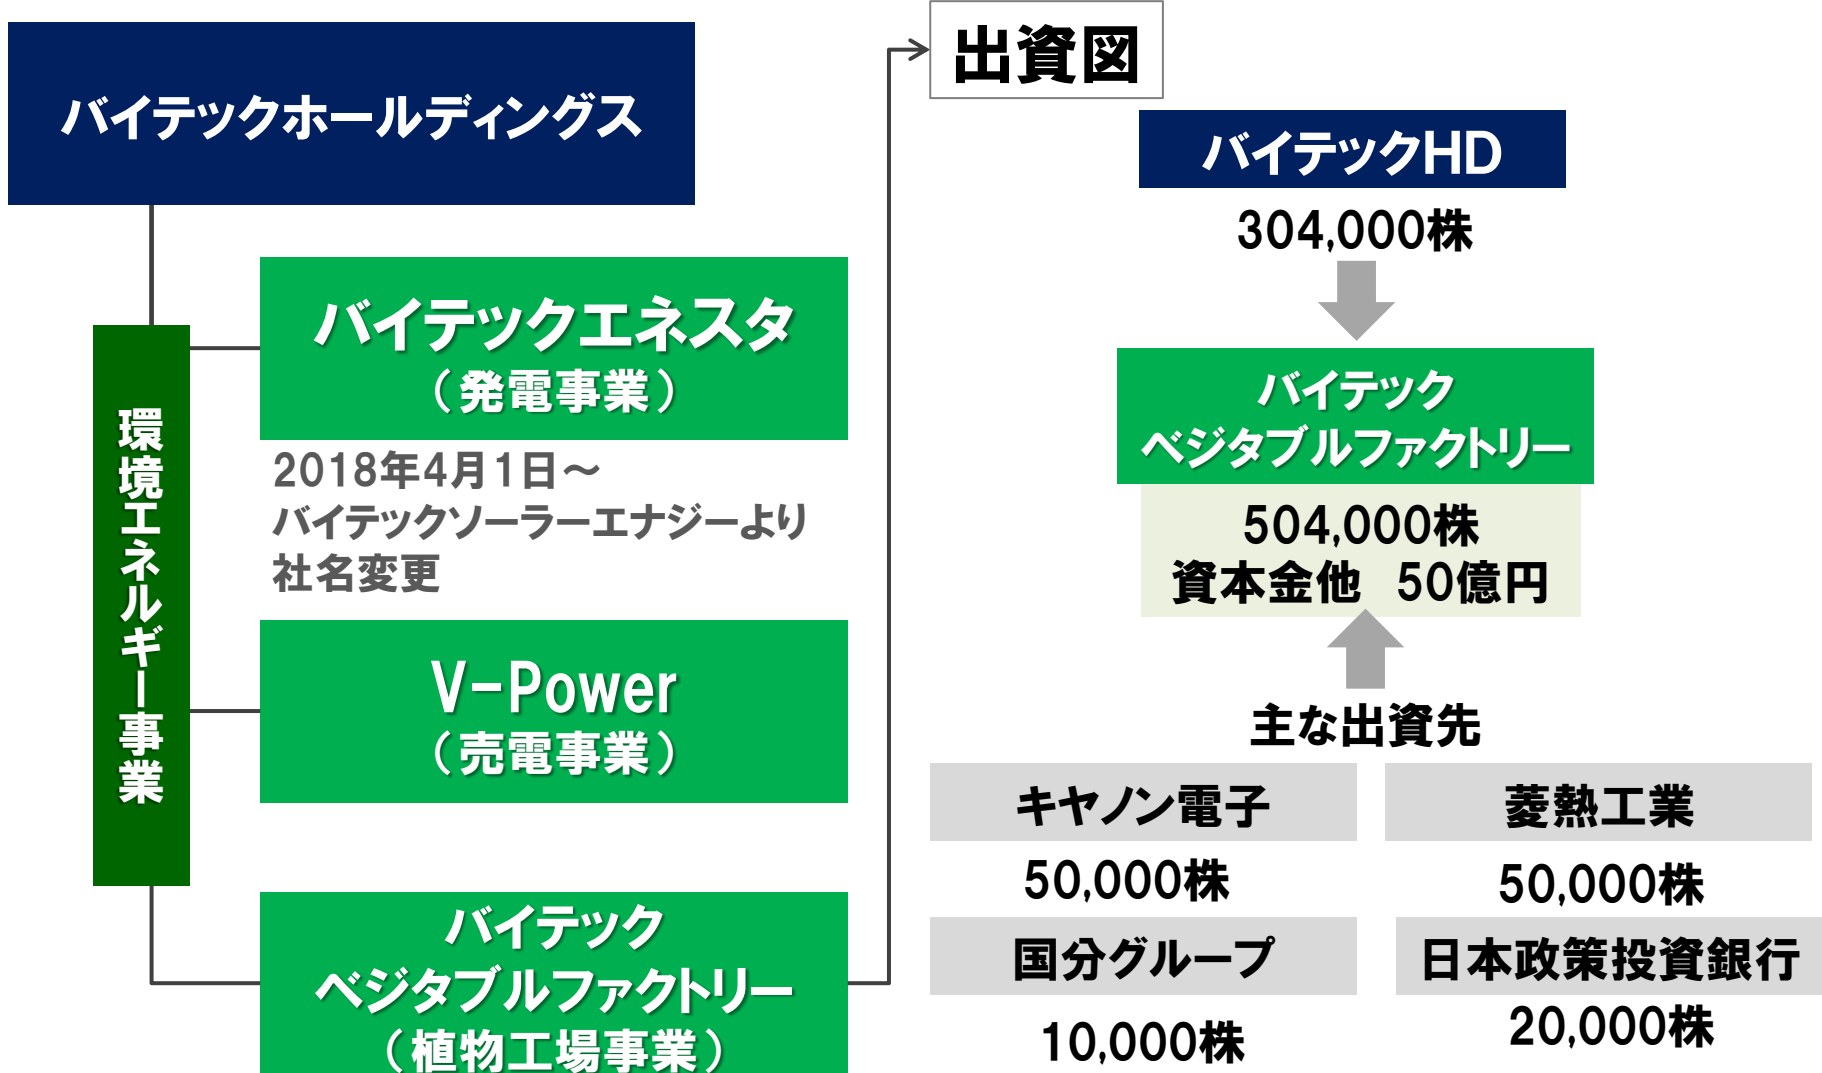 バイテックホールディングス
環境エネルギー事業
バイテックエネスタ
（発電事業）
2018年4月1日～
バイテックソーラーエナジーより
社名変更
V-Power
（売電事業）
バイテック
ベジタブルファクトリー
（植物工場事業）
出資図
バイテックHD
304,000株
バイテック
ベジタブルファクトリー
504,000株
資本金他　50億円
主な出資先
キヤノン電子
50,000株
菱熱工業
50,000株
国分グループ
10,000株
日本政策投資銀行
20,000株